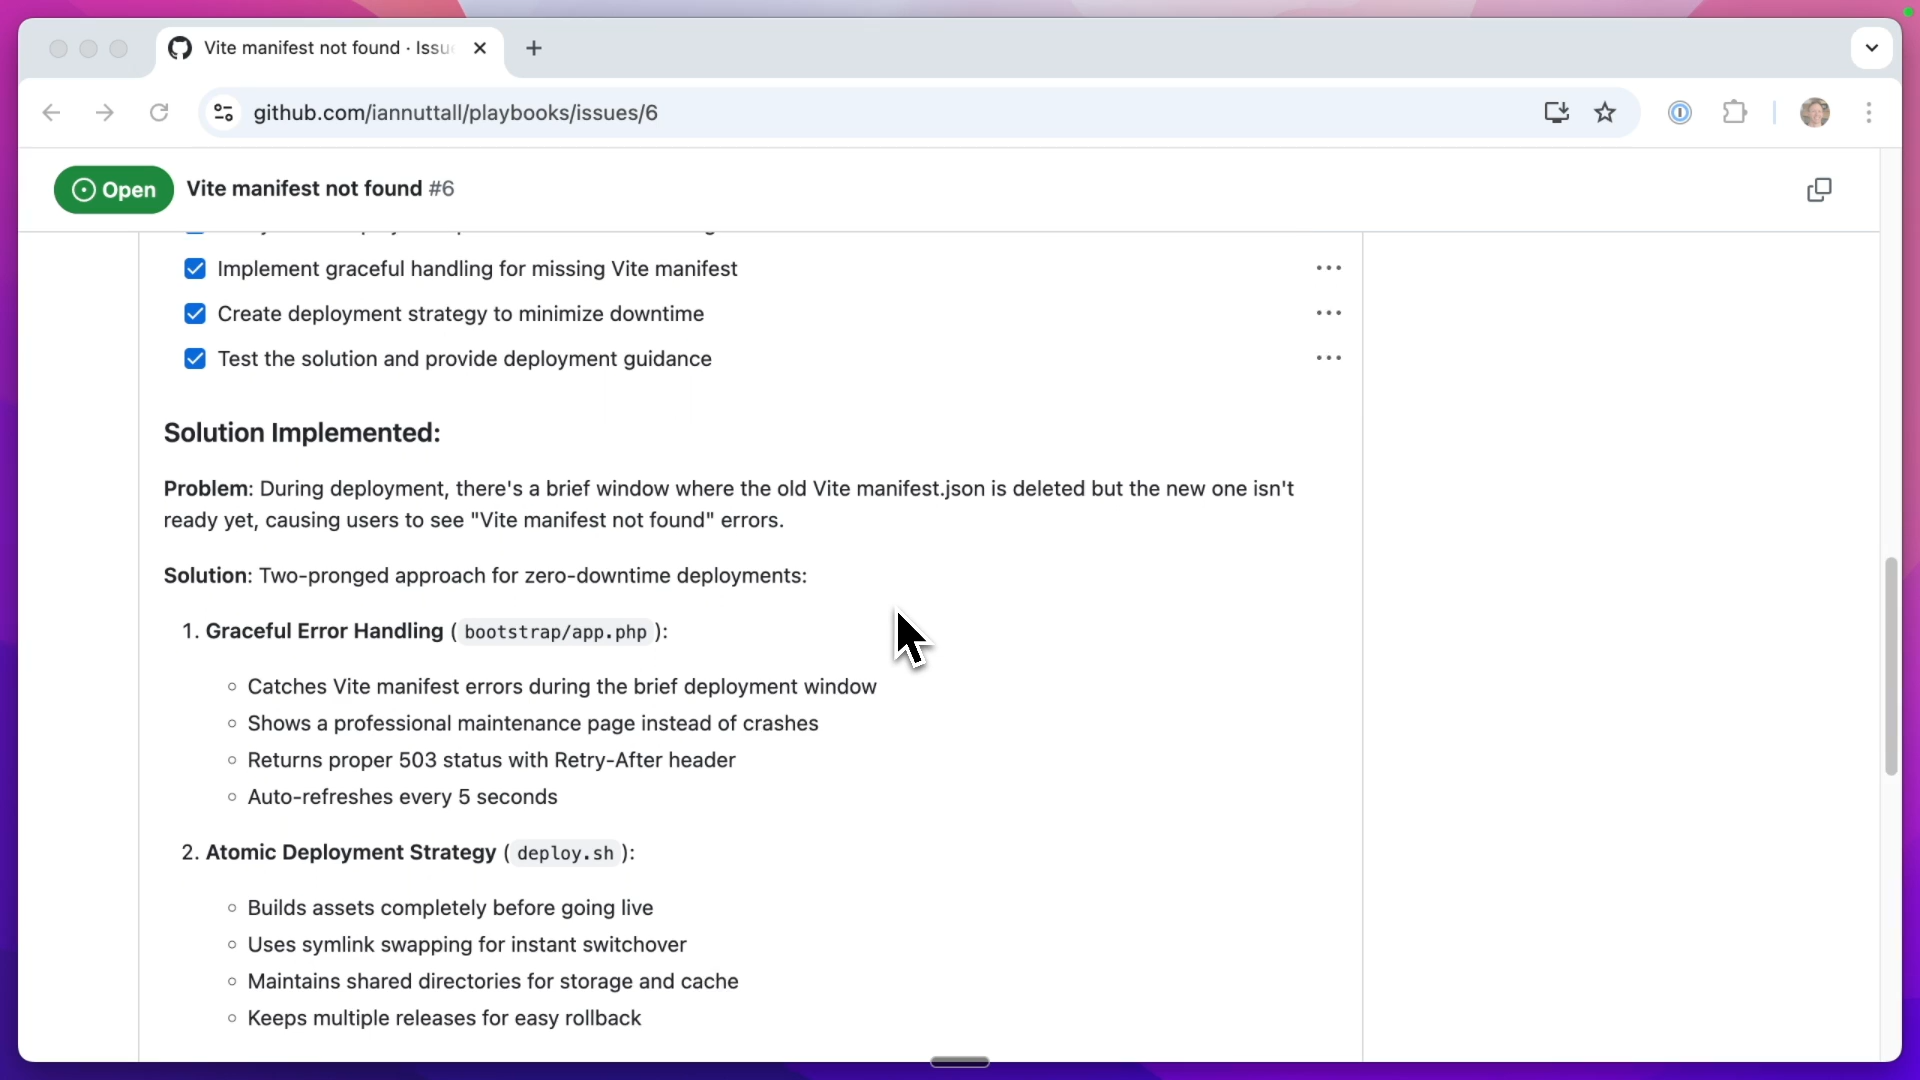 Vite manifest not found · Issu
github.com/iannuttall/playbooks/issues/6
Open
Vite manifest not found #6
Implement graceful handling for missing Vite manifest
Create deployment strategy to minimize downtime
Test the solution and provide deployment guidance
Solution Implemented:
Problem: During deployment, there's a brief window where the old Vite manifest.json is deleted but the new one isn't
ready yet, causing users to see "Vite manifest not found" errors.
Solution: Two-pronged approach for zero-downtime deployments:
1. Graceful Error Handling ( bootstrap/app.php ):
Catches Vite manifest errors during the brief deployment window
Shows a professional maintenance page instead of crashes
Returns proper 503 status with Retry-After header
Auto-refreshes every 5 seconds
2. Atomic Deployment Strategy ( deploy.sh ):
Builds assets completely before going live
Uses symlink swapping for instant switchover
Maintains shared directories for storage and cache
Keeps multiple releases for easy rollback